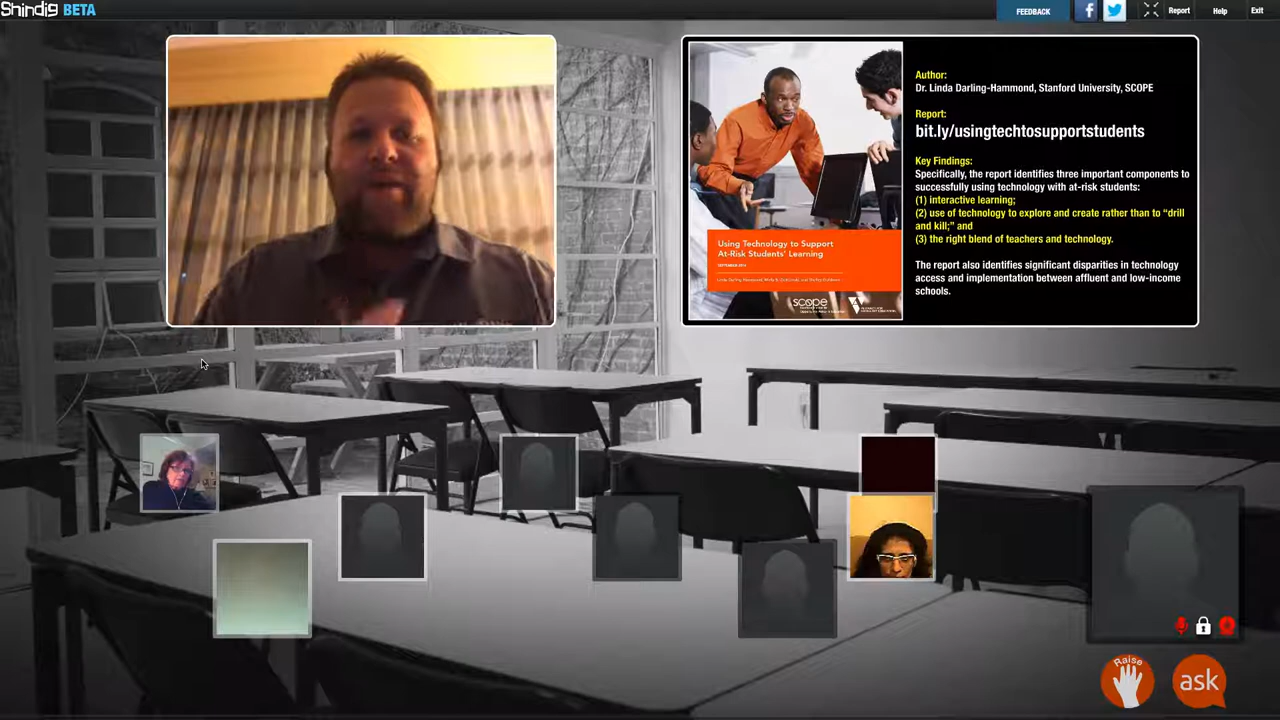 Shindig BETA
FEEDBACK
Report
Help
Exit
Author:
Dr. Linda Darling-Hammond, Stanford University, SCOPE
Report:
bit.ly/usingtechtosupportstudents
Key Findings:
Specifically, the report identifies three important components to
successfully using technology with at-risk students:
(1) interactive learning;
(2) use of technology to explore and create rather than to “drill
and kill;” and
(3) the right blend of teachers and technology.
The report also identifies significant disparities in technology
access and implementation between affluent and low-income
schools.
Using Technology to Support
At-Risk Students’ Learning
scope
Raise
ask